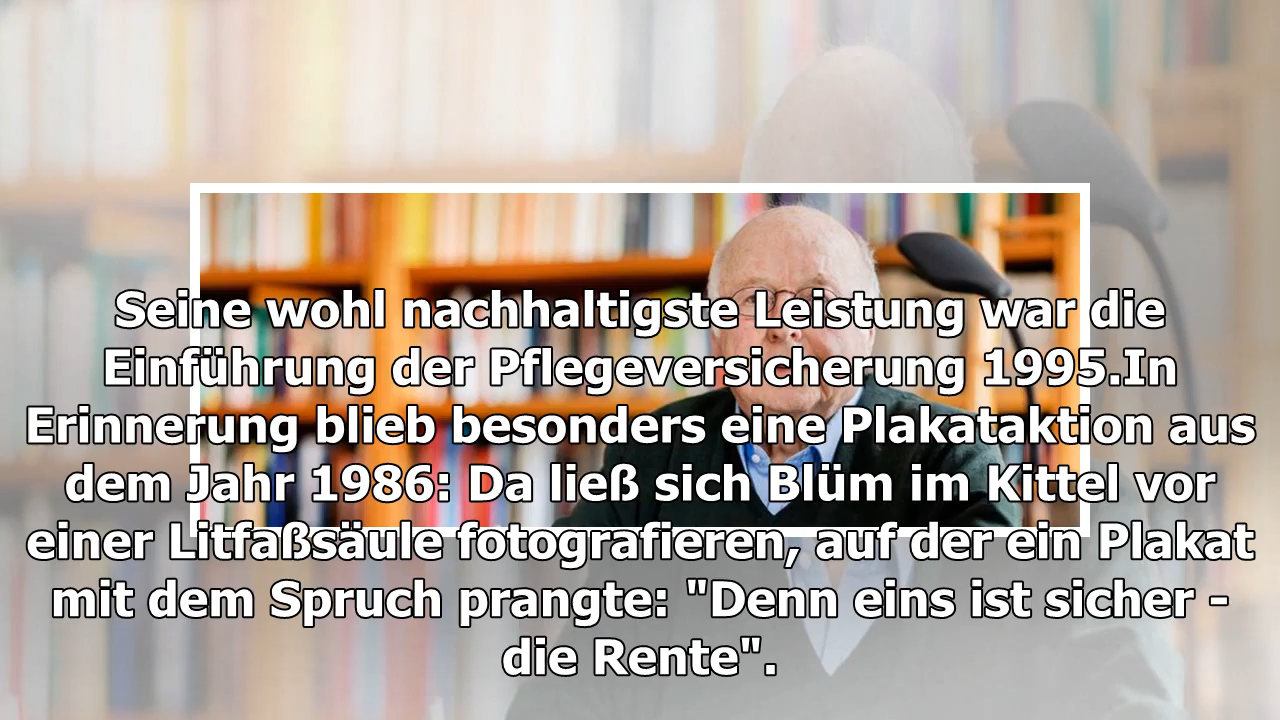 Seine wohl nachhaltigste Leistung war die
Einführung der Pflegeversicherung 1995.In
Erinnerung blieb besonders eine Plakataktion aus
dem Jahr 1986: Da ließ sich Blüm im Kittel vor
einer Litfaßsäule fotografieren, auf der ein Plakat
mit dem Spruch prangte: "Denn eins ist sicher -
die Rente".